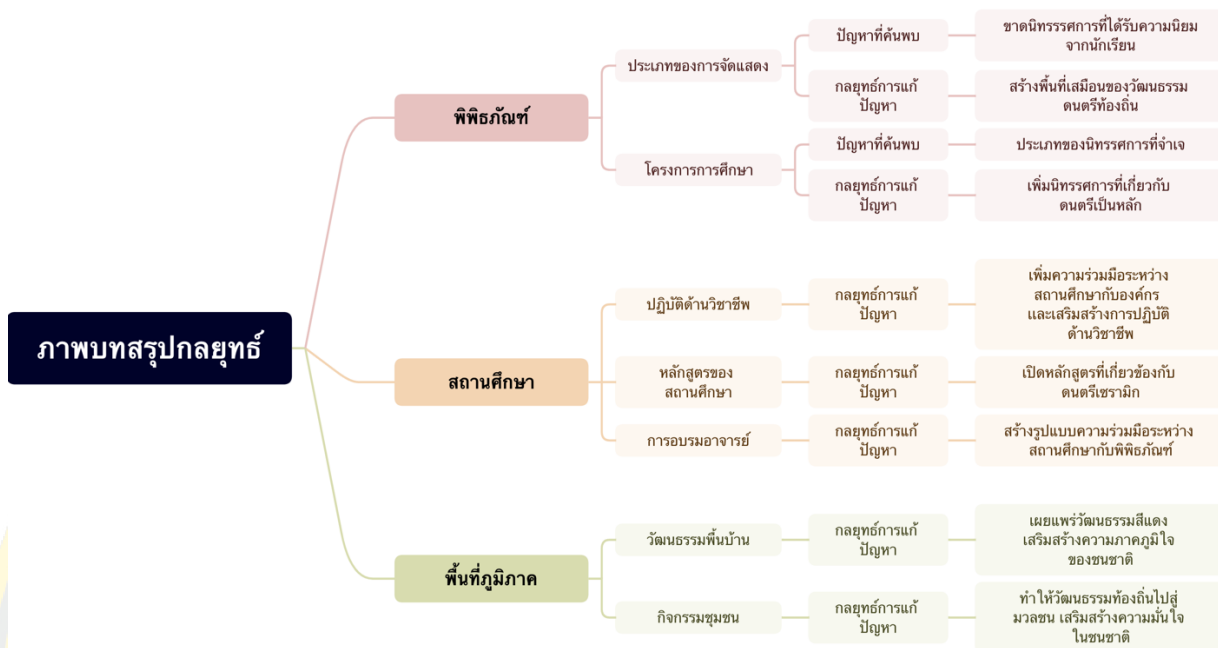 ภาพบทสรุปกลยุทธ์
พิพิธภัณฑ์
ประเภทของการจัดแสดง
ปัญหาที่ค้นพบ
ขาดนิทรรรศการที่ได้รับความนิยม
จากนักเรียน
กลยุทธ์การแก้
ปัญหา
สร้างพื้นที่เสมือนของวัฒนธรรม
ดนตรีท้องถิ่น
โครงการการศึกษา
ปัญหาที่ค้นพบ
ประเภทของนิทรรศการที่จำเจ
กลยุทธ์การแก้
ปัญหา
เพิ่มนิทรรศการที่เกี่ยวกับ
ดนตรีเป็นหลัก
สถานศึกษา
ปฏิบัติด้านวิชาชีพ
กลยุทธ์การแก้
ปัญหา
เพิ่มความร่วมมือระหว่าง
สถานศึกษากับองค์กร
และเสริมสร้างการปฏิบัติ
ด้านวิชาชีพ
หลักสูตรของ
สถานศึกษา
กลยุทธ์การแก้
ปัญหา
เปิดหลักสูตรที่เกี่ยวข้องกับ
ดนตรีเซรามิก
การอบรมอาจารย์
กลยุทธ์การแก้
ปัญหา
สร้างรูปแบบความร่วมมือระหว่าง
สถานศึกษากับพิพิธภัณฑ์
พื้นที่ภูมิภาค
วัฒนธรรมพื้นบ้าน
กลยุทธ์การแก้
ปัญหา
เผยแพร่วัฒนธรรมสีแดง
เสริมสร้างความภาคภูมิใจ
ของชนชาติ
กิจกรรมชุมชน
กลยุทธ์การแก้
ปัญหา
ทำให้วัฒนธรรมท้องถิ่นไปสู่
มวลชน เสริมสร้างความมั่นใจ
ในชนชาติ